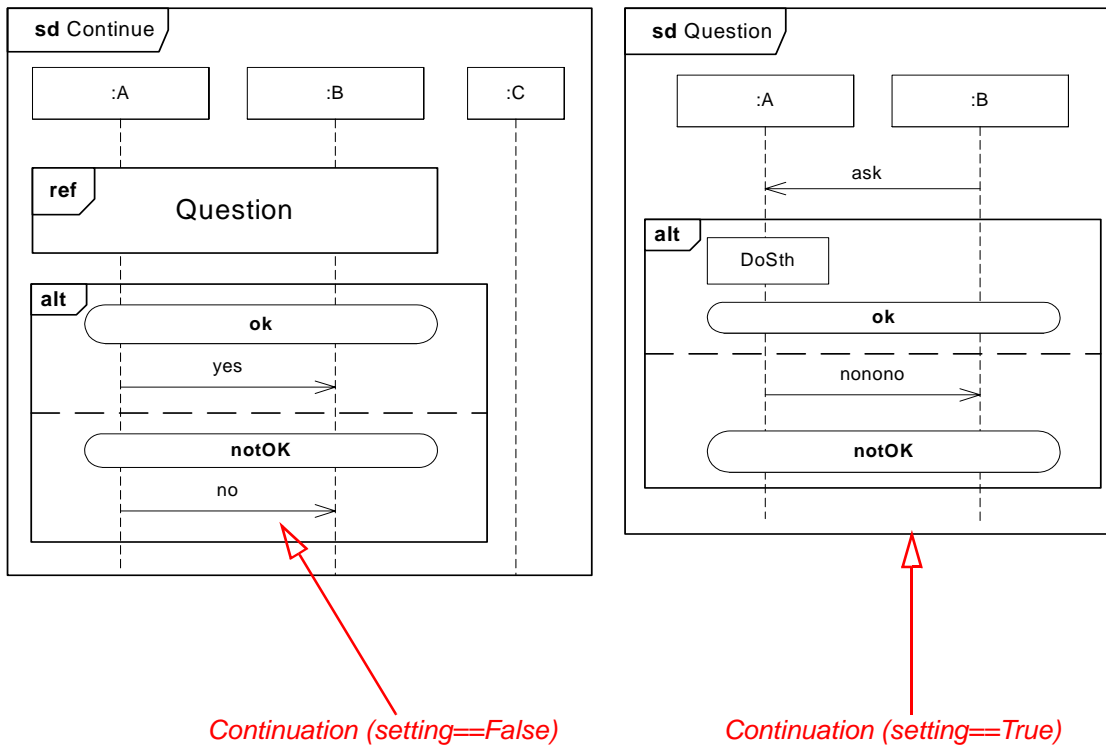 sd Continue
:A
:B
:C
ref
Question
alt
ok
yes
notOK
no
Continuation (setting==False)
sd Question
:A
:B
ask
alt
DoSth
ok
nonono
notOK
Continuation (setting==True)